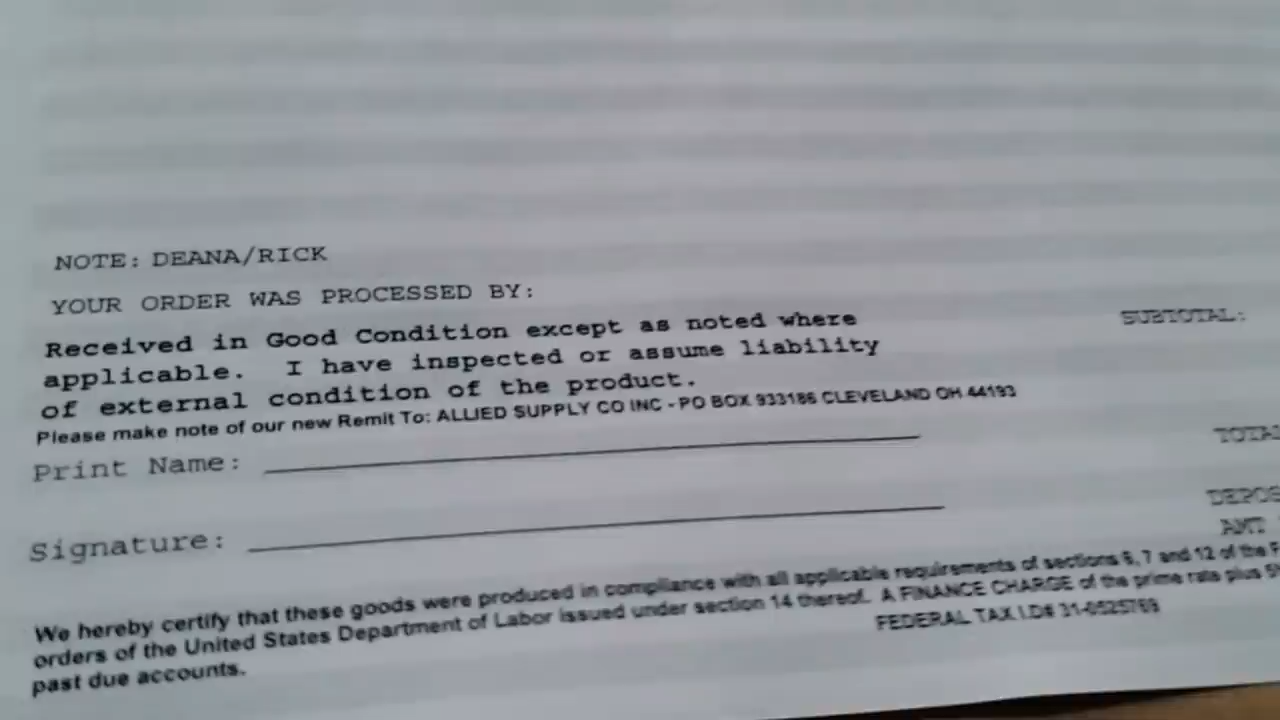 NOTE: DEANA/RICK
YOUR ORDER WAS PROCESSED BY:
Received in Good Condition except as noted where
SUBTOTAL:
applicable. I have inspected or assume liability
of external condition of the product.
Please make note of our new Remit To: ALLIED SUPPLY CO INC - PO BOX 933186 CLEVELAND OH 44193
Print Name:
Signature:
AMT
We hereby certify that these goods were produced in compliance with all applicable requirements of sections 6, 7 and 12 of the
orders of the United States Department of Labor issued under section 14 thereof. A FINANCE CHARGE of the prime rate plus
past due accounts.
FEDERAL TAX I.D# 31-0525769